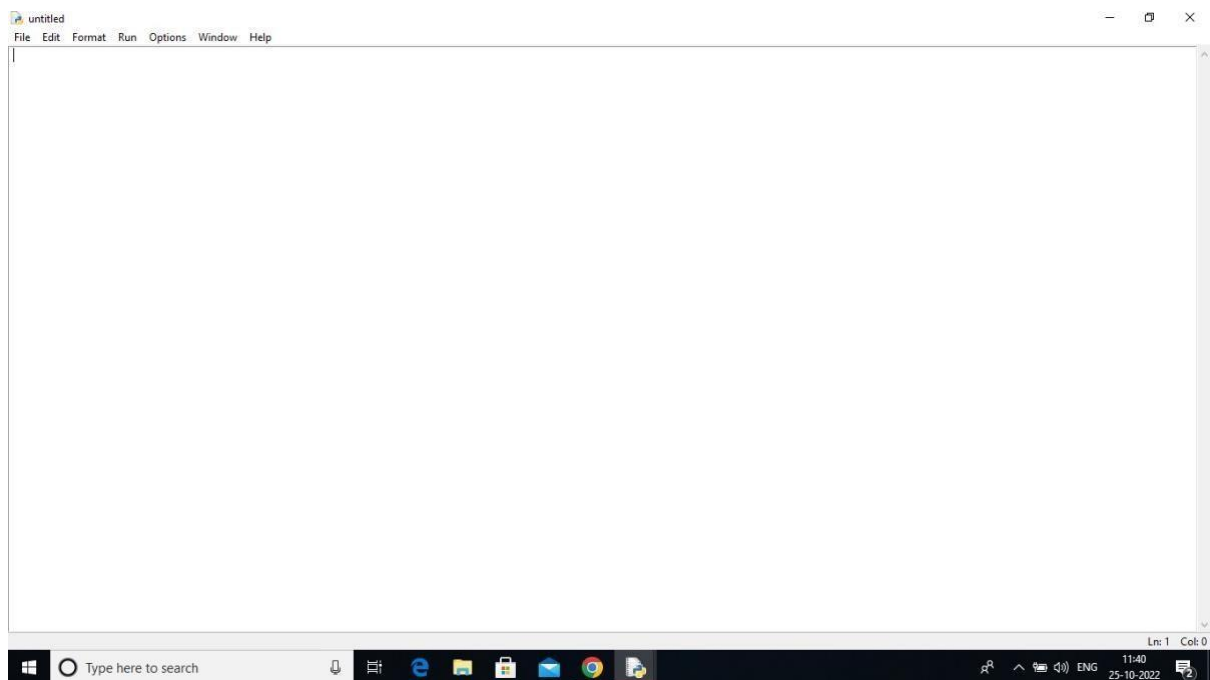 untitled
File Edit Format Run Options Window Help
Ln: 1 Col: 0
Type here to search
ENG
11:40
25-10-2022
2